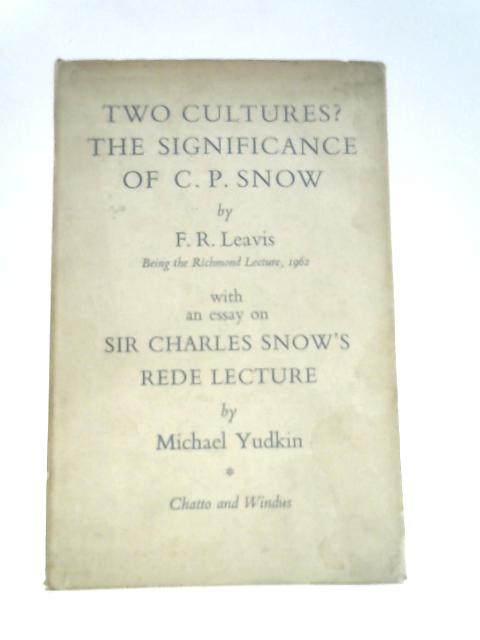 TWO CULTURES?
THE SIGNIFICANCE
OF C. P. SNOW
by
F. R. Leavis
Being the Richmond Lecture, 1962
with
an essay on
SIR CHARLES SNOW'S
REDE LECTURE
by
Michael Yudkin
*
Chatto and Windus